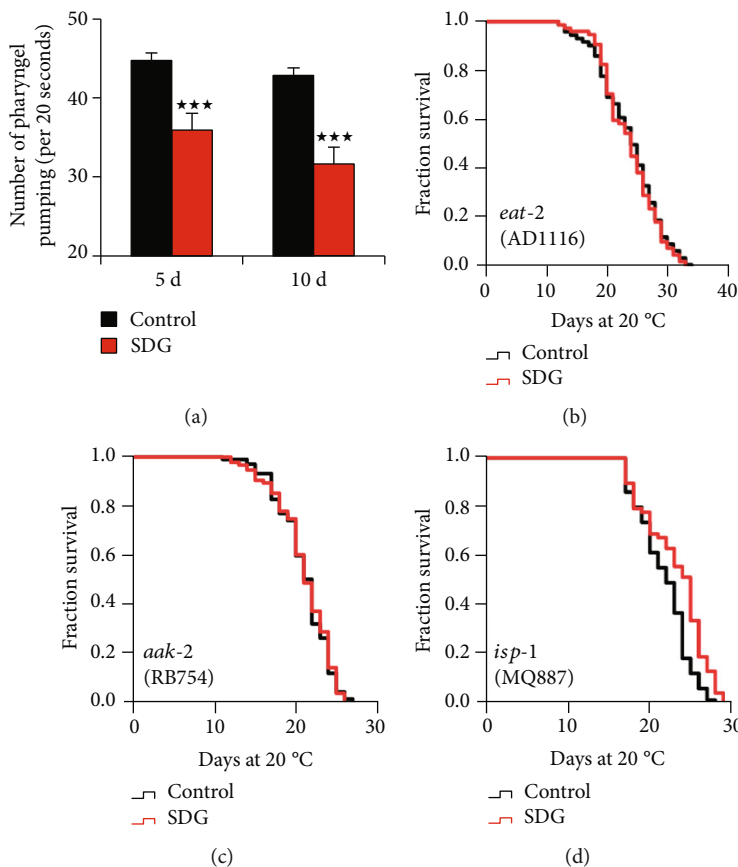 Number of pharyngel
pumping (per 20 seconds)
50
40
30
20
★★★
★★★
5 d
10 d
Control
SDG
(a)
Fraction survival
1.0
0.8
0.6
0.4
0.2
0.0
eat-2
(AD1116)
0 10 20 30 40
Days at 20 °C
Control
SDG
(b)
Fraction survival
1.0
0.8
0.6
0.4
0.2
0.0
aak-2
(RB754)
0 10 20 30
Days at 20 °C
Control
SDG
(c)
Fraction survival
1.0
0.8
0.6
0.4
0.2
0.0
isp-1
(MQ887)
0 10 20 30
Days at 20 °C
Control
SDG
(d)